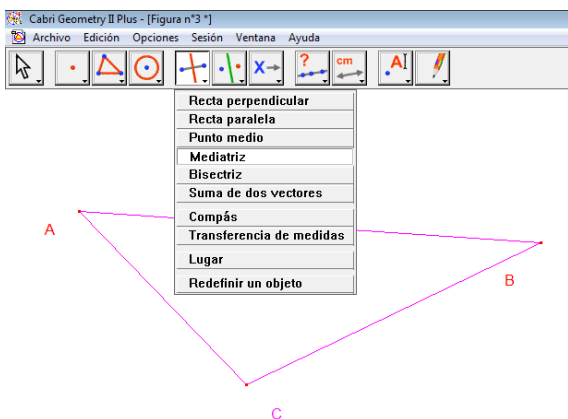 Cabri Geometry II Plus - [Figura n°3 *]
Archivo Edición Opciones Sesión Ventana Ayuda
? cm A
X
Recta perpendicular
Recta paralela
Punto medio
Mediatriz
Bisectriz
Suma de dos vectores
Compás
Transferencia de medidas
Lugar
Redefinir un objeto
A
B
C